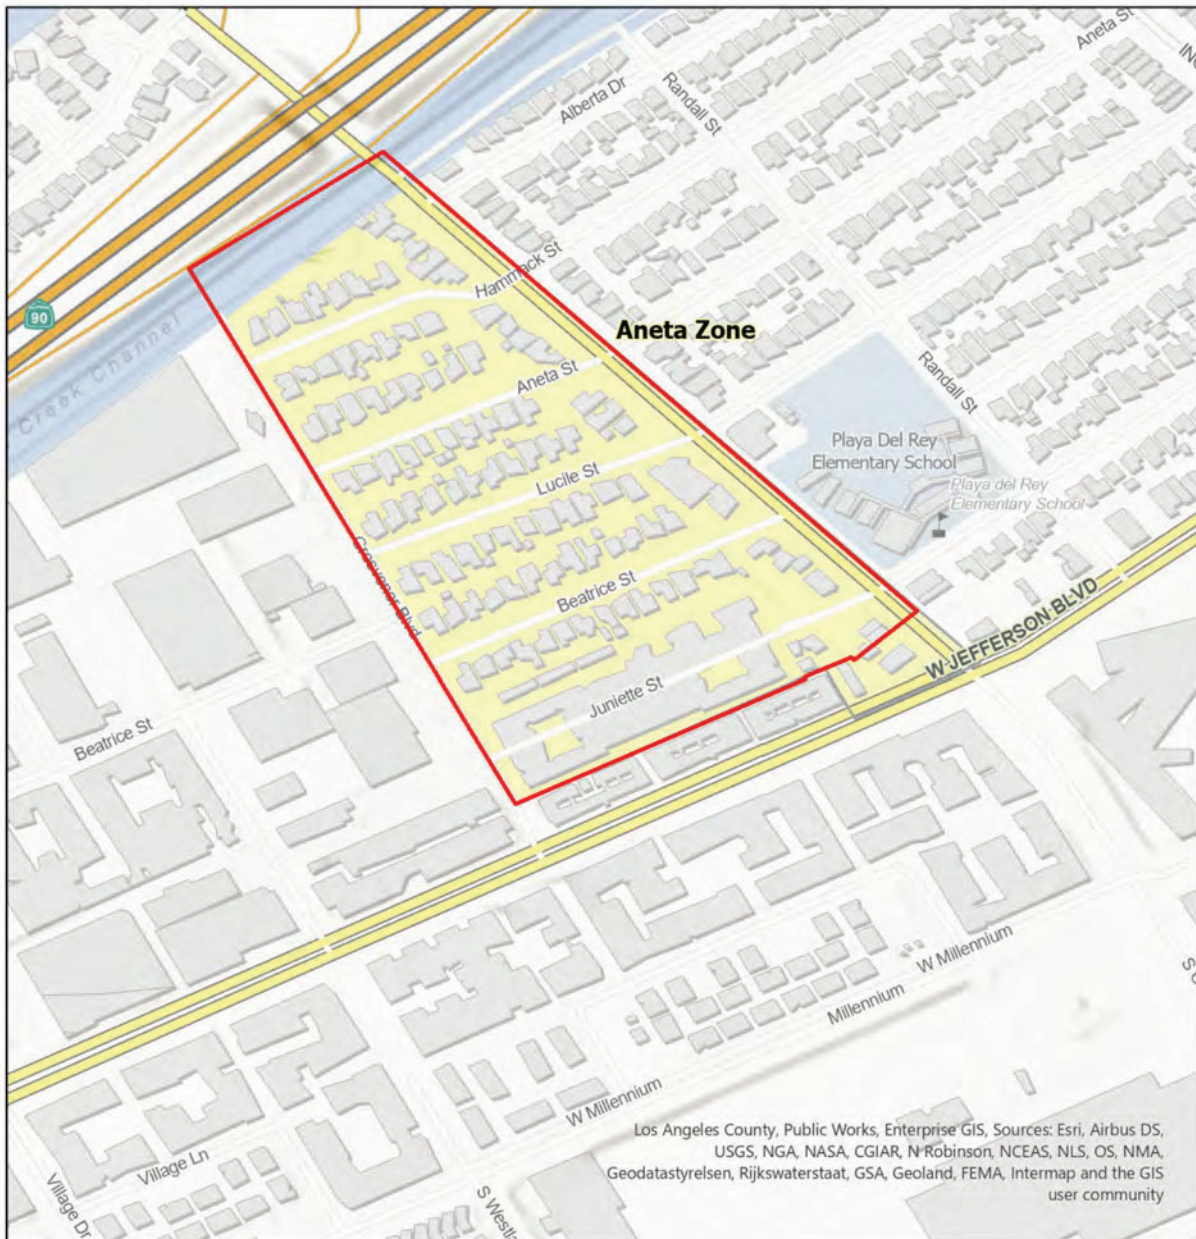 Aneta St
Alberta Dr
Randall St
Hammack St
90
Aneta Zone
Creek Channel
Aneta St
Randall St
Playa Del Rey
Elementary School
Playa del Rey
Elementary School
Lucile St
Grosvenor Blvd
Beatrice St
W JEFFERSON BLVD
Juniette St
Beatrice St
W Millennium
Millennium
W Millennium
Village Ln
Village Dr
S Westl
Los Angeles County, Public Works, Enterprise GIS, Sources: Esri, Airbus DS,
USGS, NGA, NASA, CGIAR, N Robinson, NCEAS, NLS, OS, NMA,
Geodatastyrelsen, Rijkswaterstaat, GSA, Geoland, FEMA, Intermap and the GIS
user community